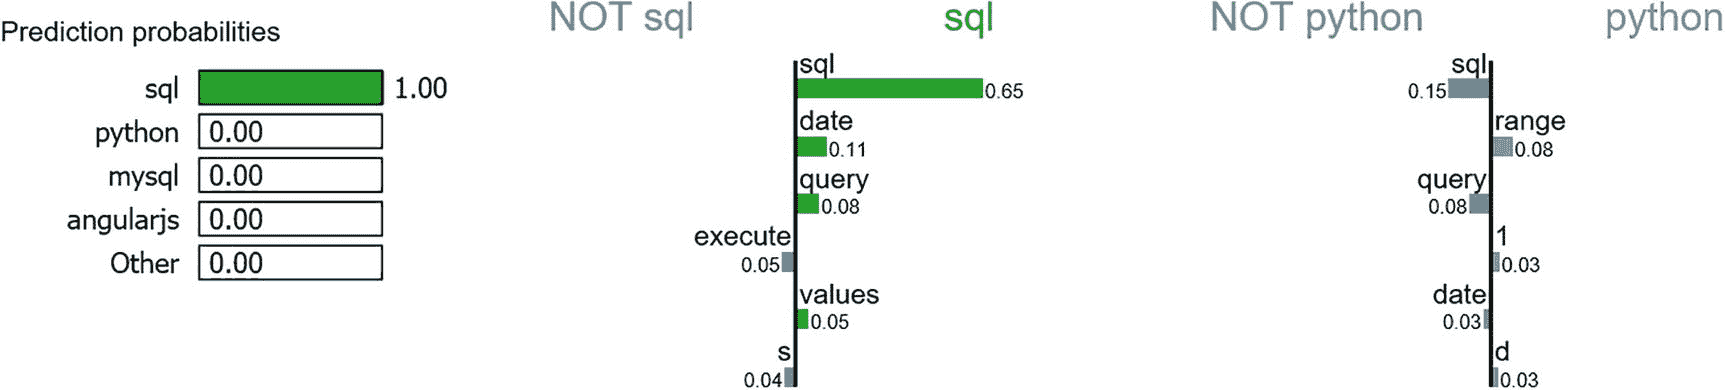 Prediction probabilities
sql 1.00
python 0.00
mysql 0.00
angularjs 0.00
Other 0.00
NOT sql sql
sql
0.65
date
0.11
query
0.08
execute
0.05
values
0.05
s
0.04
NOT python python
sql
0.15
range
0.08
query
0.08
1
0.03
date
0.03
d
0.03